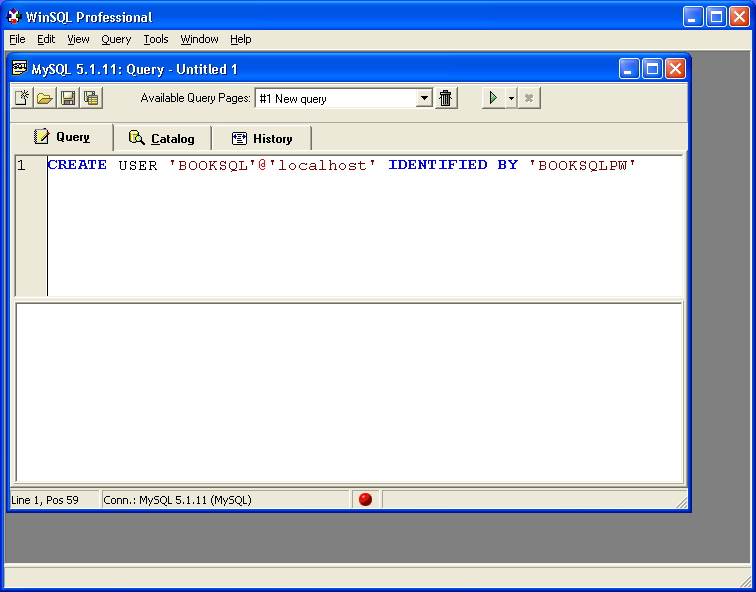 WinSQL Professional
File Edit View Query Tools Window Help
MySQL 5.1.11: Query - Untitled 1
Available Query Pages: #1 New query
Query Catalog History
1 CREATE USER 'BOOKSQL'@'localhost' IDENTIFIED BY 'BOOKSQLPW'
Line 1, Pos 59 Conn.: MySQL 5.1.11 (MySQL)